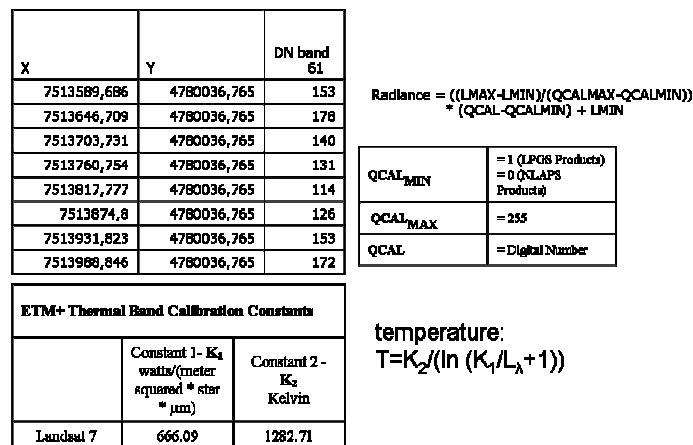 X Y DN band 61
7513589,686 4780036,765 153
7513646,709 4780036,765 178
7513703,731 4780036,765 140
7513760,754 4780036,765 131
7513817,777 4780036,765 114
7513874,8 4780036,765 126
7513931,823 4780036,765 153
7513988,846 4780036,765 172
Radiance = ((LMAX-LMIN)/(QCALMAX-QCALMIN))
* (QCAL-QCALMIN) + LMIN
QCALMIN = 1 (LPGS Products)
= 0 (NLAPS
Products)
QCALMAX = 255
QCAL = Digital Number
ETM+ Thermal Band Calibration Constants
Constant 1- K1
watts/(meter
squared * ster
* μm)
Constant 2 -
K2
Kelvin
Landsat 7 666.09 1282.71
temperature:
T=K2/(ln (K1/Lλ+1))